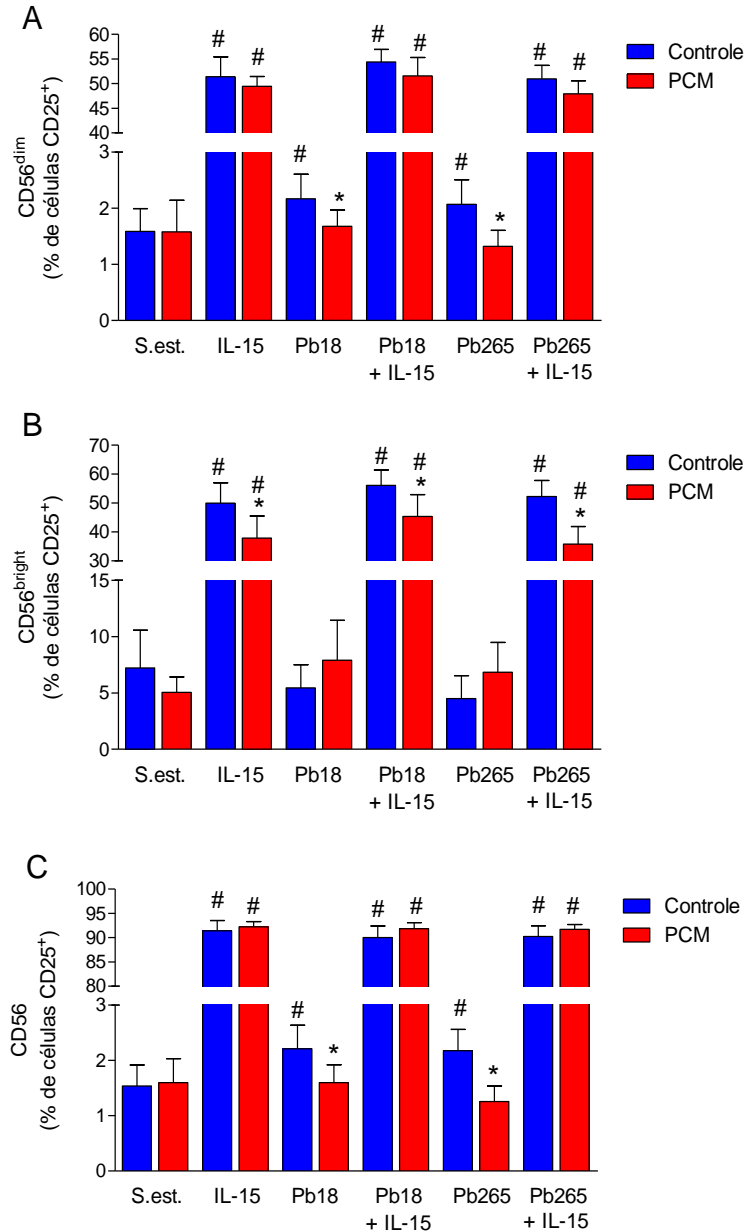 A
CD56dim
(% de células CD25+)
60
55
50
45
40
3
2
1
0
# # # * # # # * # #
Controle
PCM
S.est. IL-15 Pb18 Pb18 Pb265 Pb265
+ IL-15 + IL-15
B
CD56bright
(% de células CD25+)
70
60
50
40
30
15
10
5
0
# # * # # * # # *
Controle
PCM
S.est. IL-15 Pb18 Pb18 Pb265 Pb265
+ IL-15 + IL-15
C
CD56
(% de células CD25+)
100
95
90
85
80
3
2
1
0
# # # * # # # * # #
Controle
PCM
S.est. IL-15 Pb18 Pb18 Pb265 Pb265
+ IL-15 + IL-15